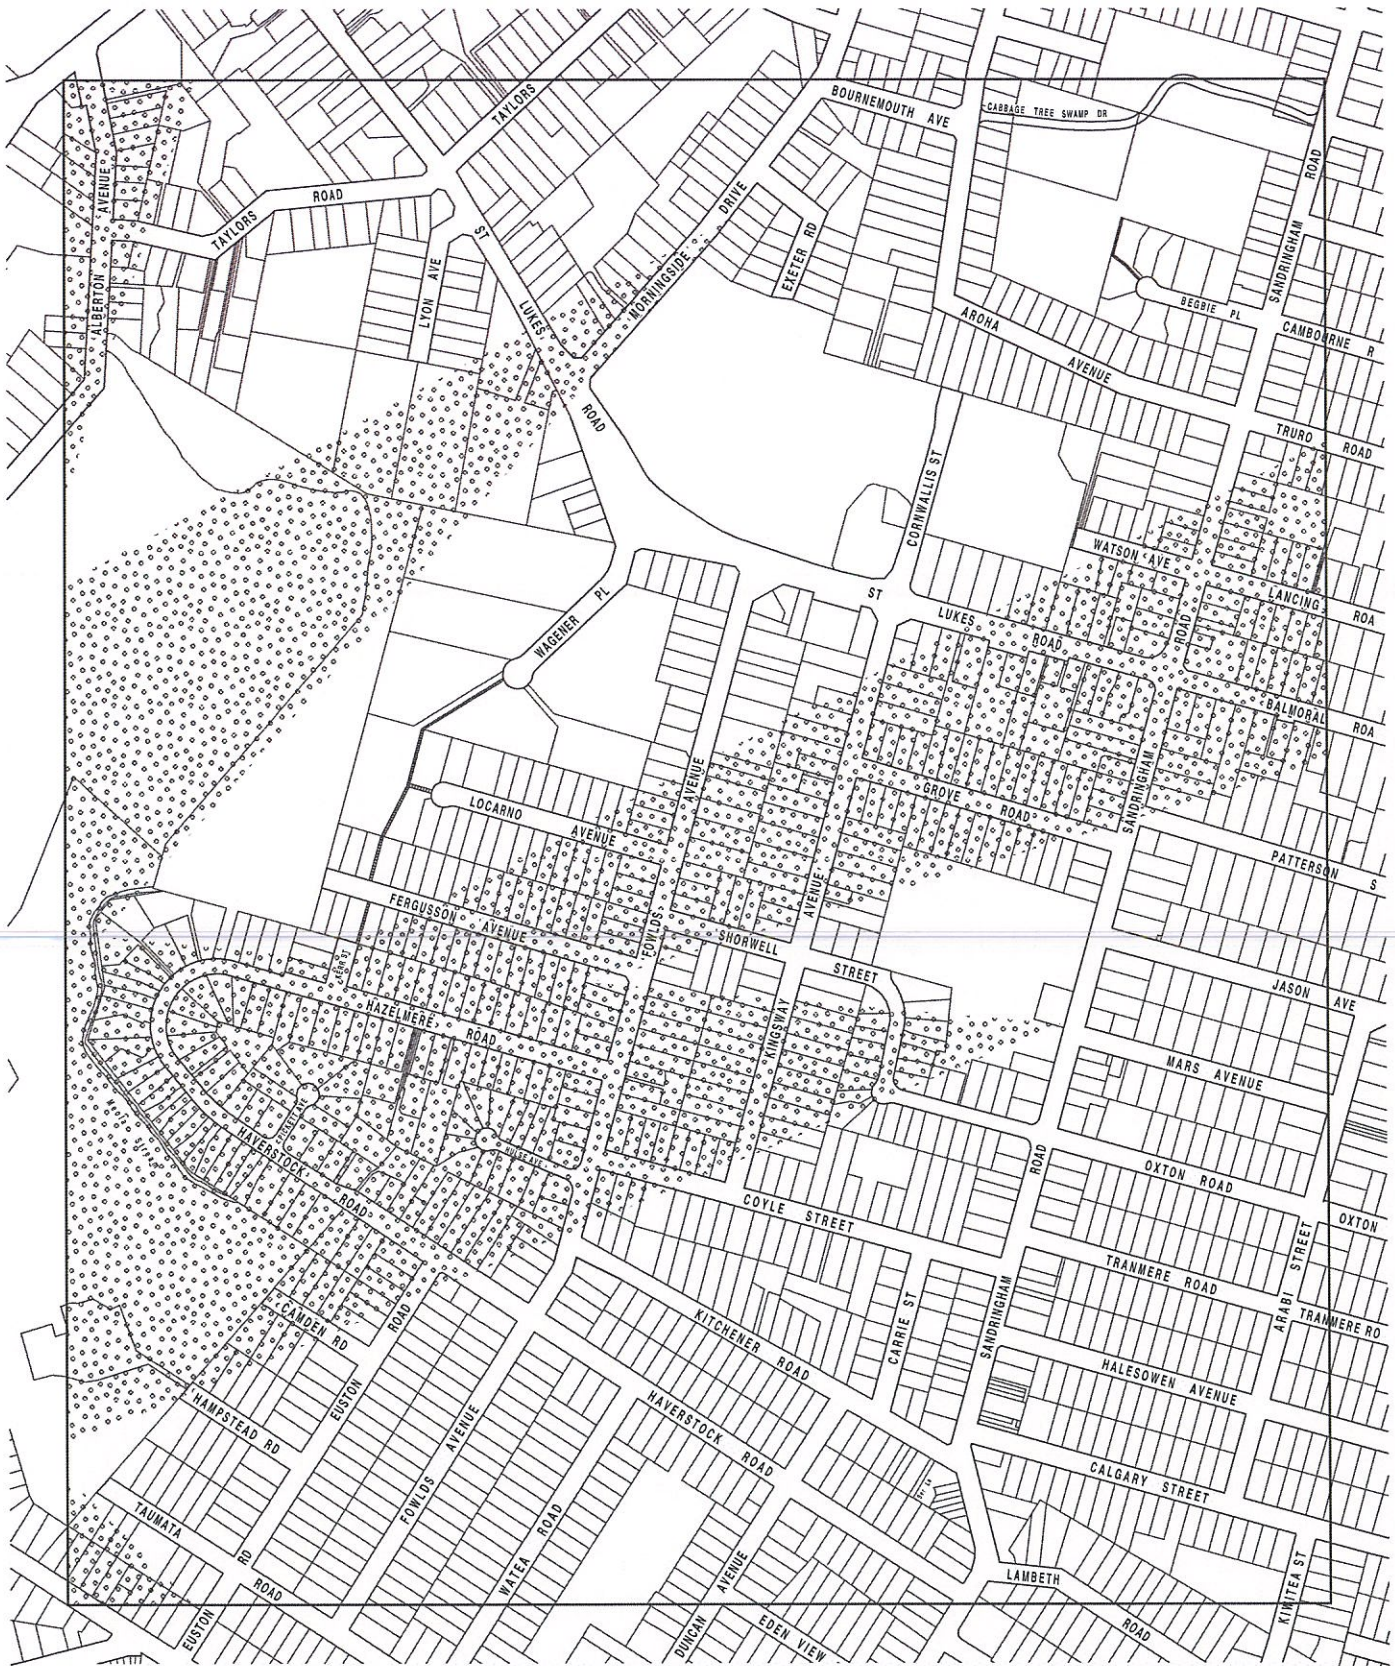 BOURNEMOUTH AVE
CABBAGE TREE SWAMP DR
TAYLORS
ROAD
AVENUE
ROAD
TAYLORS
DRIVE
MORNINGSIDE
EXETER RD
SANDRINGHAM
ALBERTON
LYON AVE
ST
LUKES
ROAD
BEGBIE PL
CAMBOURNE R
AROHA
AVENUE
TRURO ROAD
CORNWALLIS ST
WATSON AVE
LANCING ROA
WAGENER PL
ST
LUKES
ROAD
ROAD
BALMORAL ROA
AVENUE
SANDRINGHAM
GROVE ROAD
LOCARNO
AVENUE
PATTERSON S
AVENUE
FERGUSSON AVENUE
FOWLDS
SHORWELL
STREET
KERR ST
JASON AVE
HAZELMERE
ROAD
KINGSWAY
MARS AVENUE
HAVERSTOCK
ROAD
HULSE AVE
ROAD
OXTON ROAD
OXTON
COYLE STREET
STREET
TRANMERE ROAD
ARABI
TRANMERE RO
CAMDEN RD
ROAD
KITCHENER ROAD
CARRIE ST
SANDRINGHAM
HALESOWEN AVENUE
HAMPSTEAD RD
EUSTON
AVENUE
HAVERSTOCK
ROAD
FOWLDS
CALGARY STREET
TAUMATA
ROAD
RD
EUSTON
ROAD
WATEA
AVENUE
DUNCAN
EDEN VIEW
LAMBETH
ROAD
KIWITEA ST